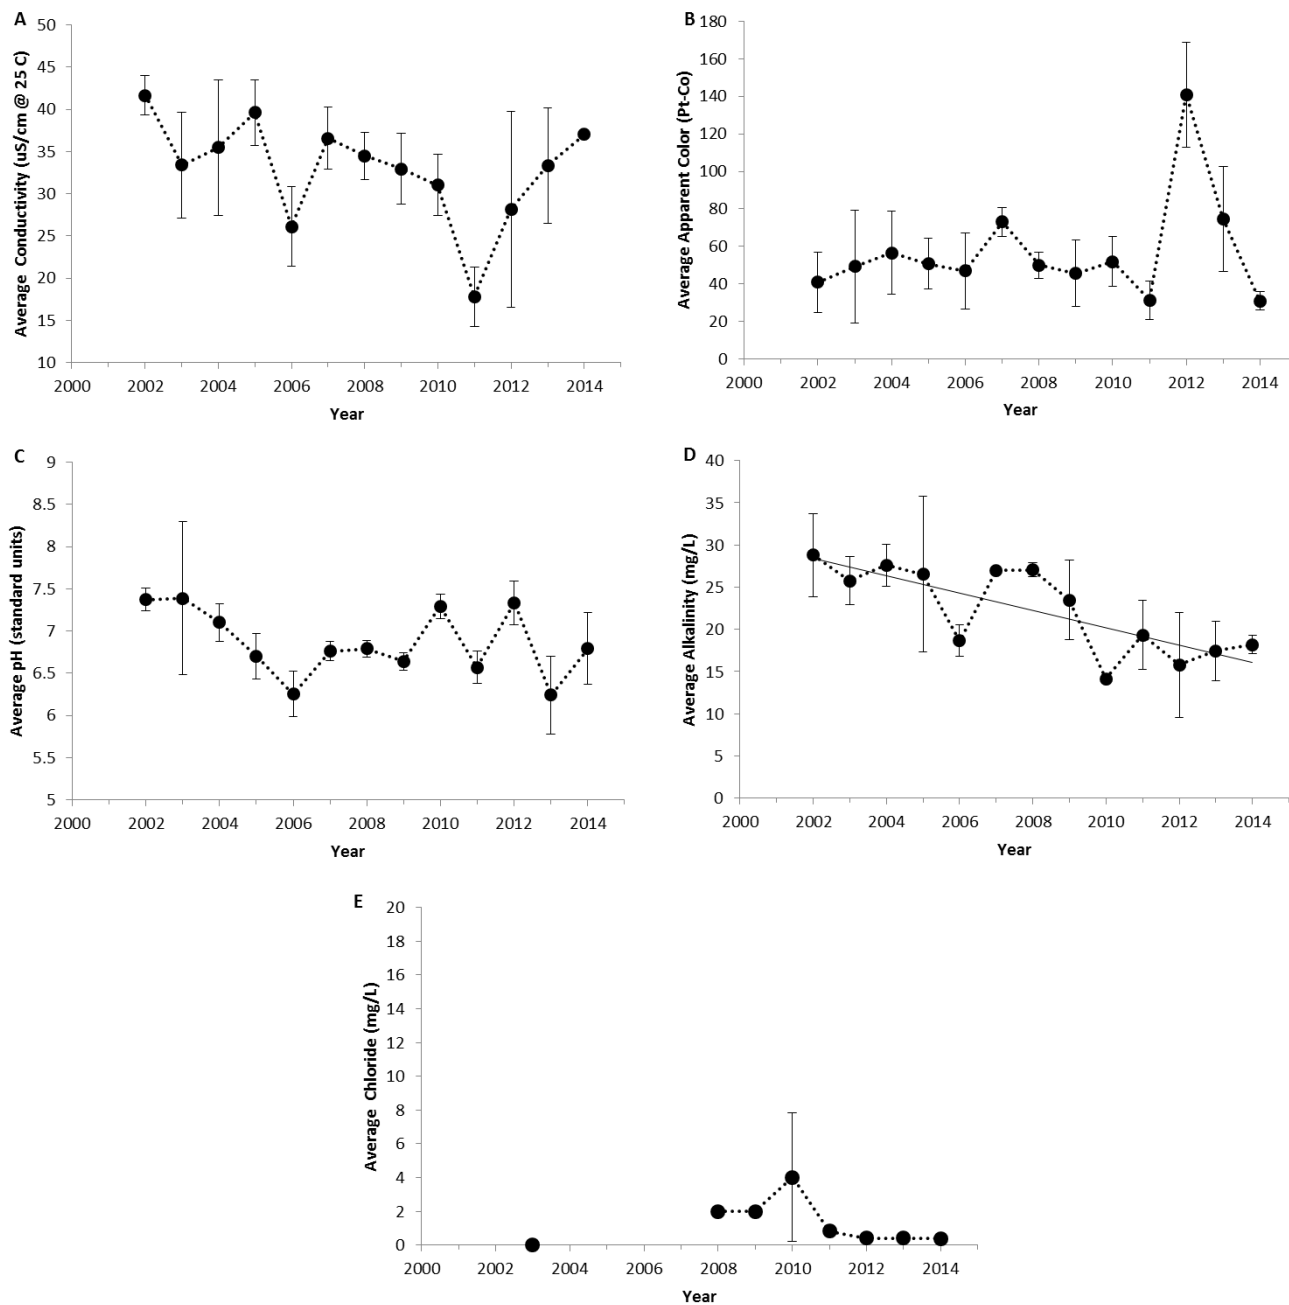 A
Average Conductivity (uS/cm @ 25 C)
50
45
40
35
30
25
20
15
10
2000 2002 2004 2006 2008 2010 2012 2014
Year
B
Average Apparent Color (Pt-Co)
180
160
140
120
100
80
60
40
20
0
2000 2002 2004 2006 2008 2010 2012 2014
Year
C
Average pH (standard units)
9
8.5
8
7.5
7
6.5
6
5.5
5
2000 2002 2004 2006 2008 2010 2012 2014
Year
D
Average Alkalinity (mg/L)
40
35
30
25
20
15
10
5
0
2000 2002 2004 2006 2008 2010 2012 2014
Year
E
Average Chloride (mg/L)
20
18
16
14
12
10
8
6
4
2
0
2000 2002 2004 2006 2008 2010 2012 2014
Year